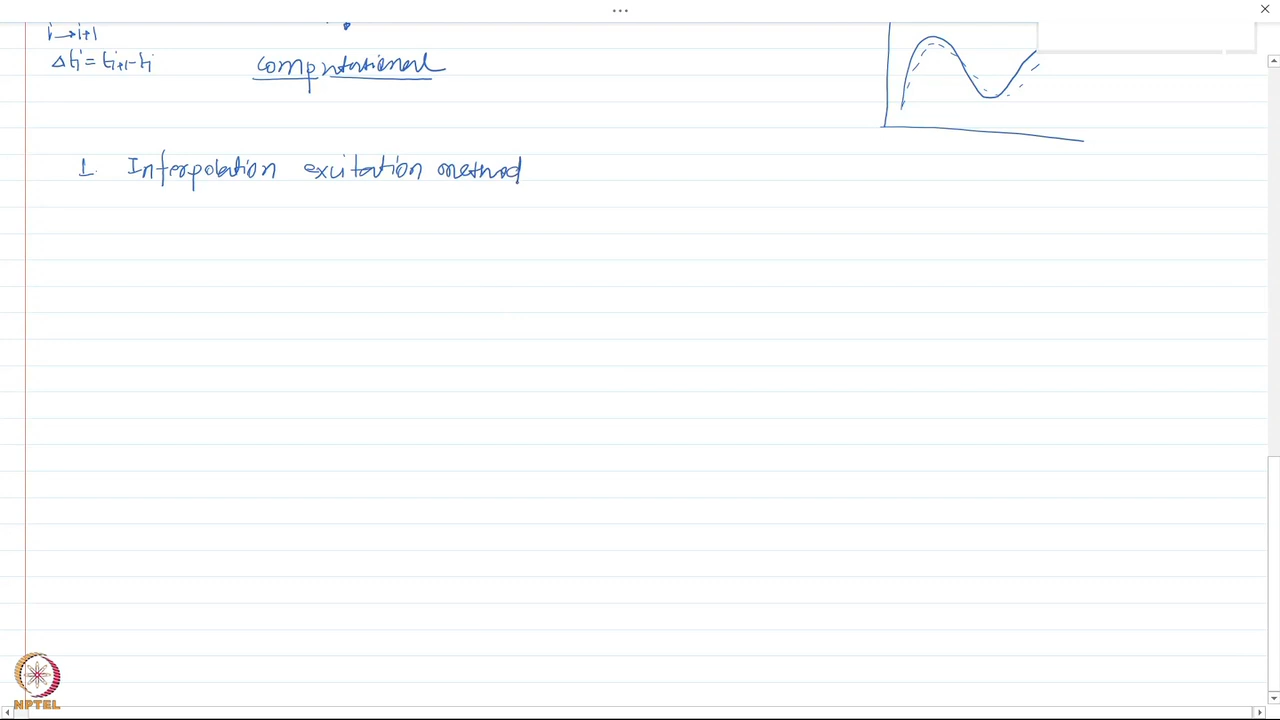 i → i+1
Δti = ti+1 - ti
computational
1. Interpolation excitation method
NPTEL